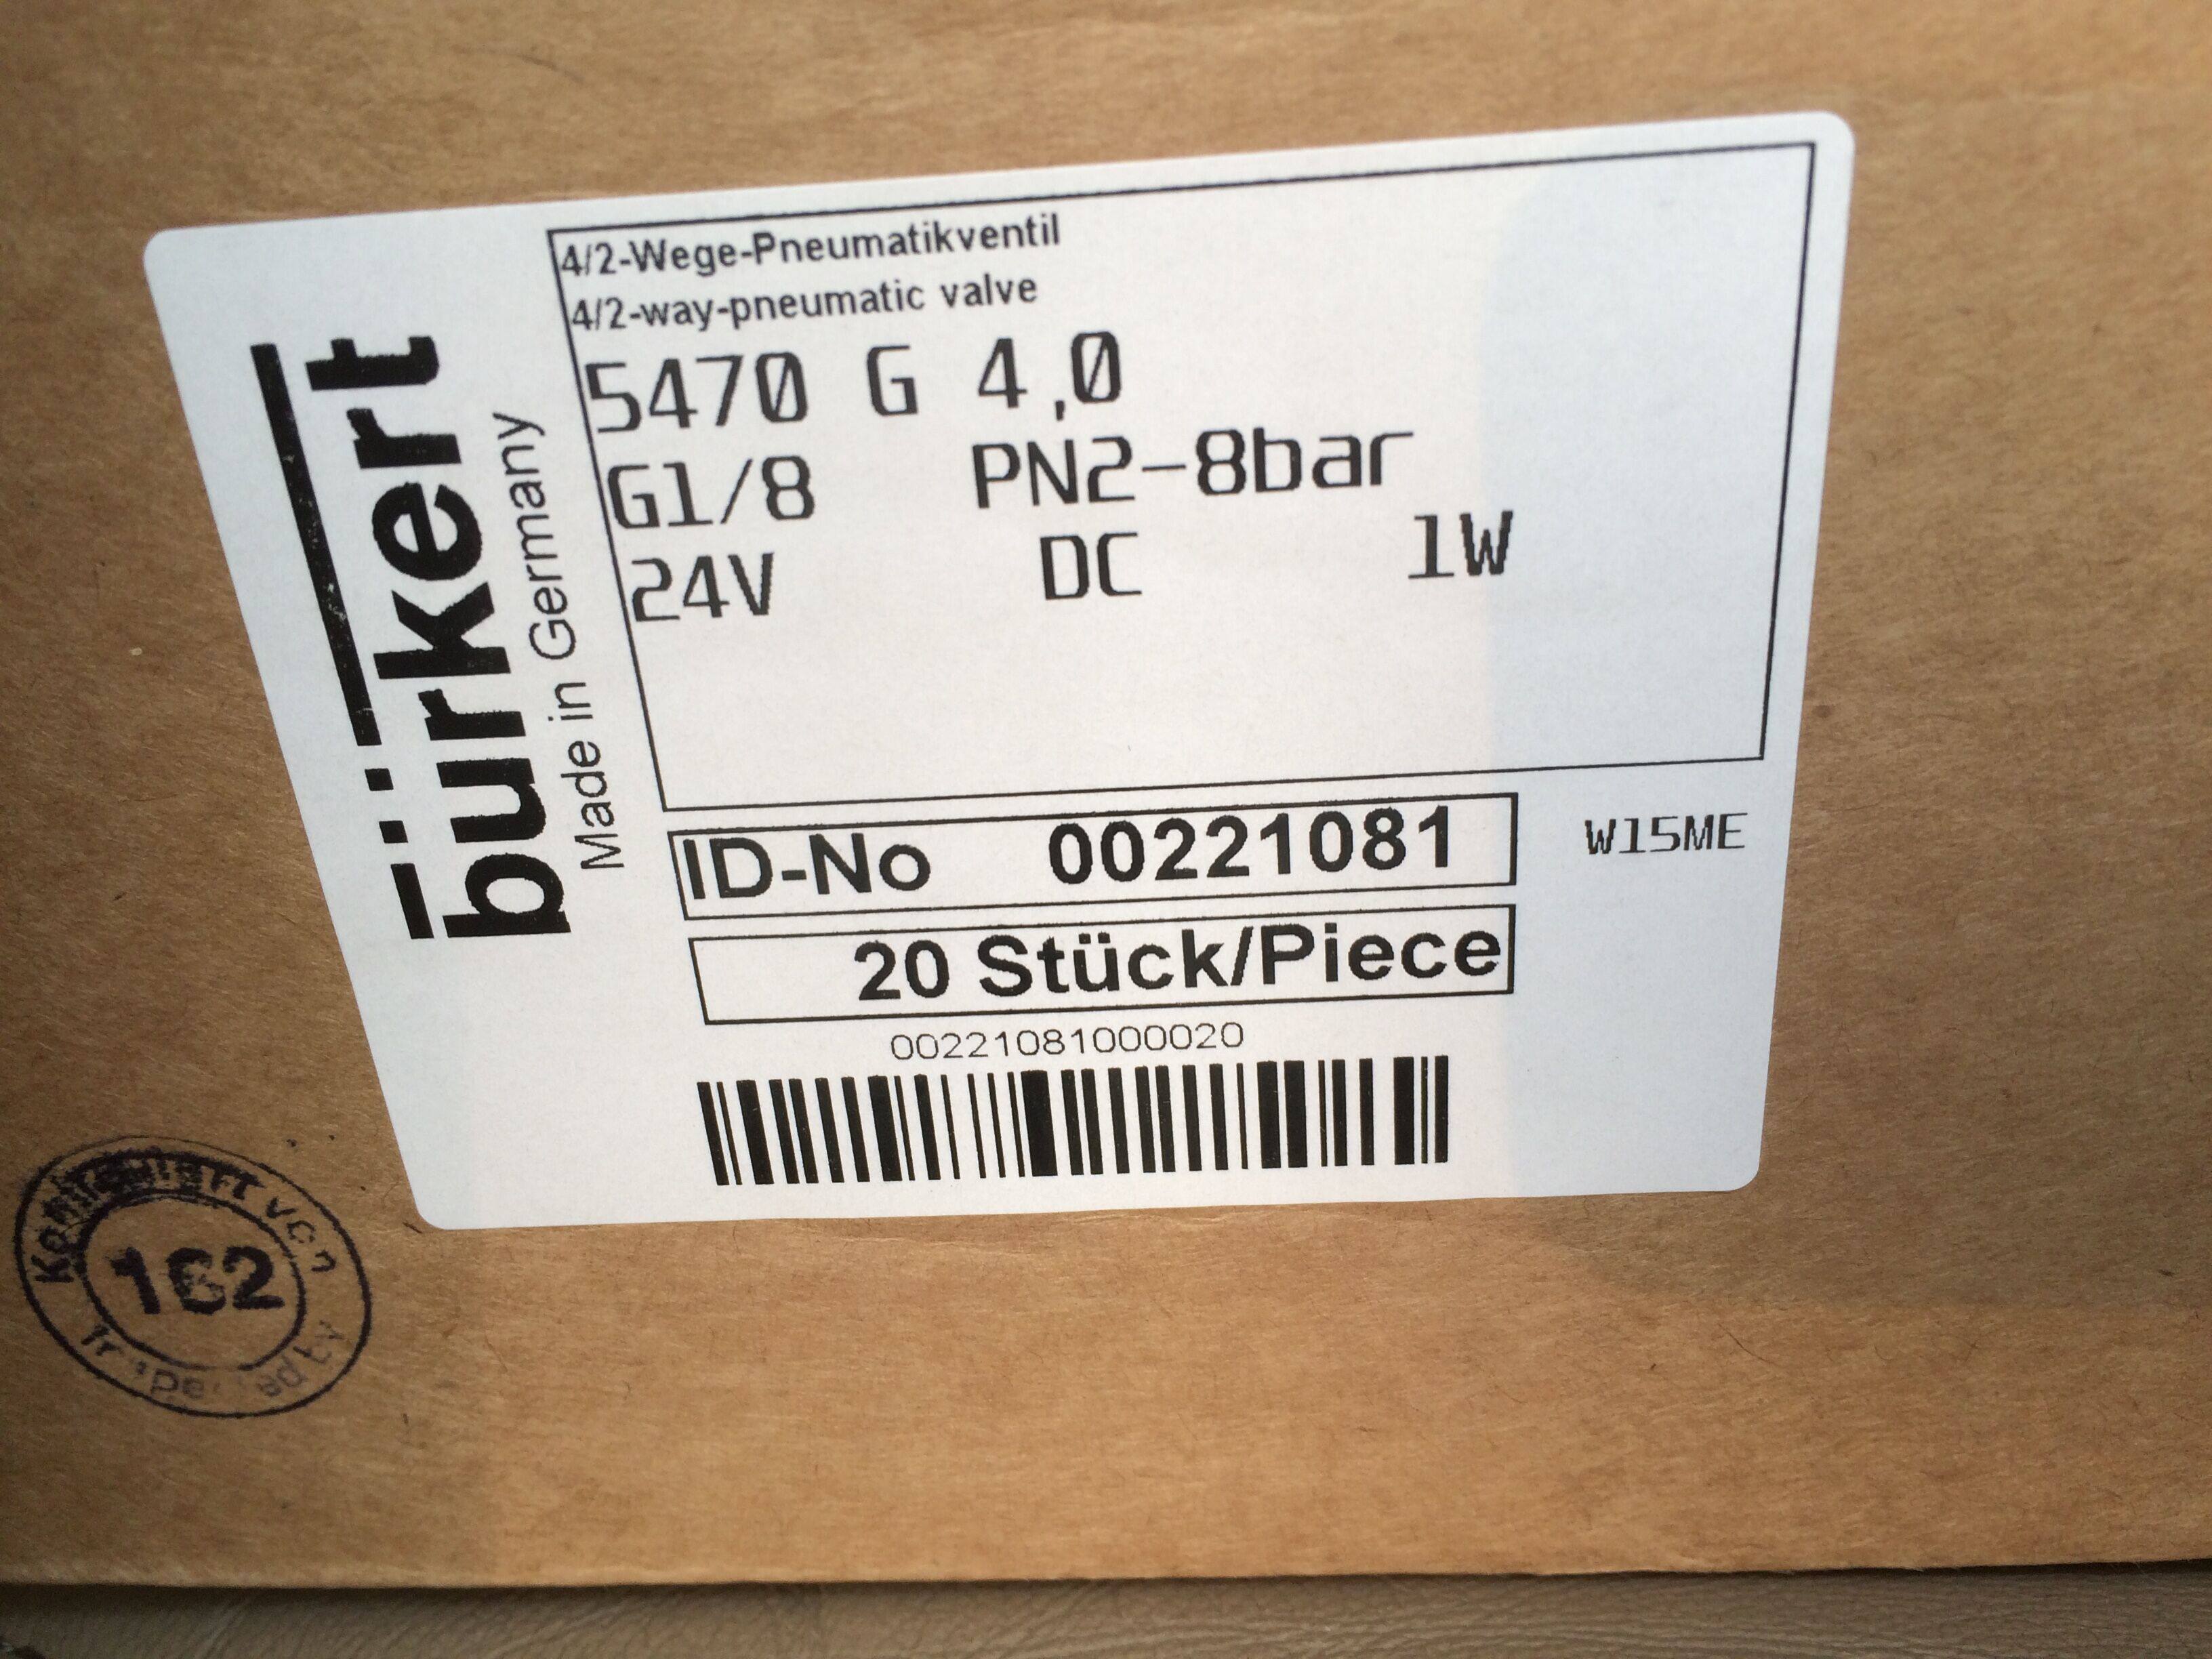 bürkert
Made in Germany
4/2-Wege-Pneumatikventil
4/2-way-pneumatic valve
5470 G 4,0
G1/8 PN2-8bar
24V DC 1W
ID-No 00221081
W15ME
20 Stück/Piece
00221081000020
von
162